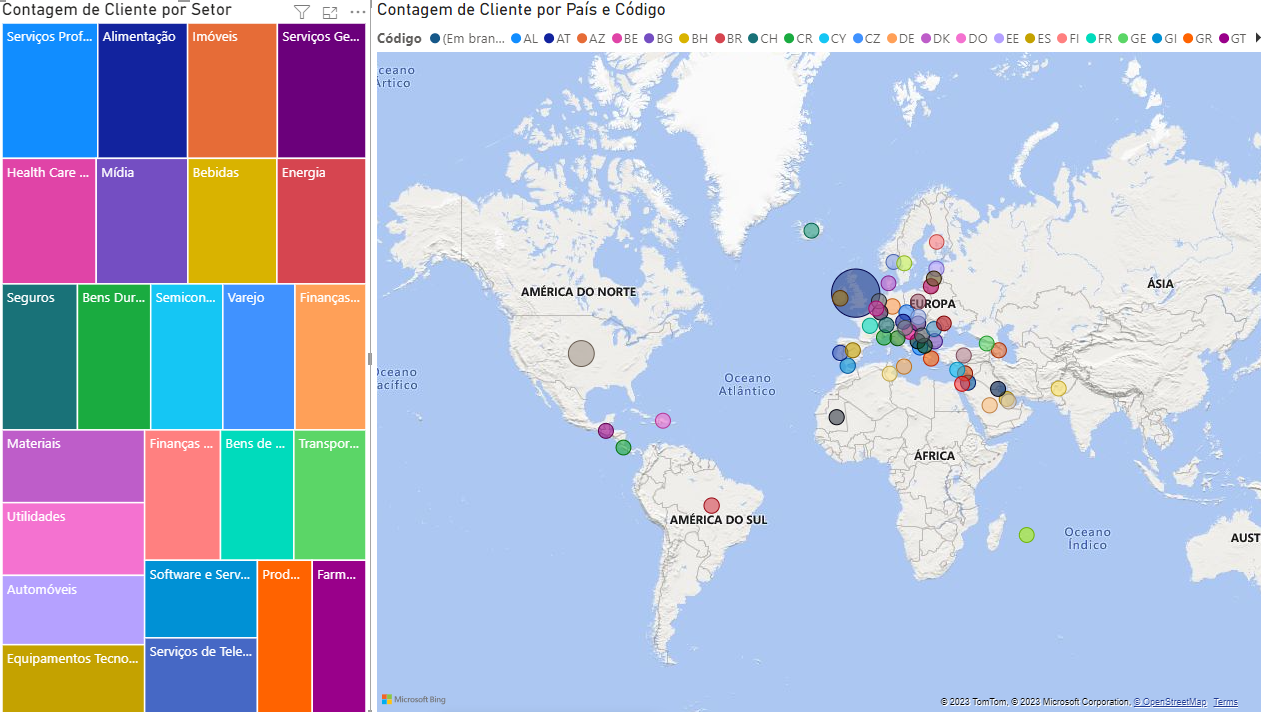 Contagem de Cliente por Setor
Serviços Prof...
Alimentação
Imóveis
Serviços Ge...
Health Care ...
Mídia
Bebidas
Energia
Seguros
Bens Dur...
Semicon...
Varejo
Finanças...
Materiais
Finanças ...
Bens de ...
Transpor...
Utilidades
Automóveis
Software e Serv...
Prod...
Farm...
Equipamentos Tecno...
Serviços de Tele...
Contagem de Cliente por País e Código
Código (Em bran... AL AT AZ BE BG BH BR CH CR CY CZ DE DK DO EE ES FI FR GE GI GR GT
ceano
Ártico
AMÉRICA DO NORTE
EUROPA
ÁSIA
Oceano
acífico
Oceano
Atlântico
ÁFRICA
AMÉRICA DO SUL
Oceano
Índico
AUST
Microsoft Bing
© 2023 TomTom, © 2023 Microsoft Corporation, © OpenStreetMap Terms